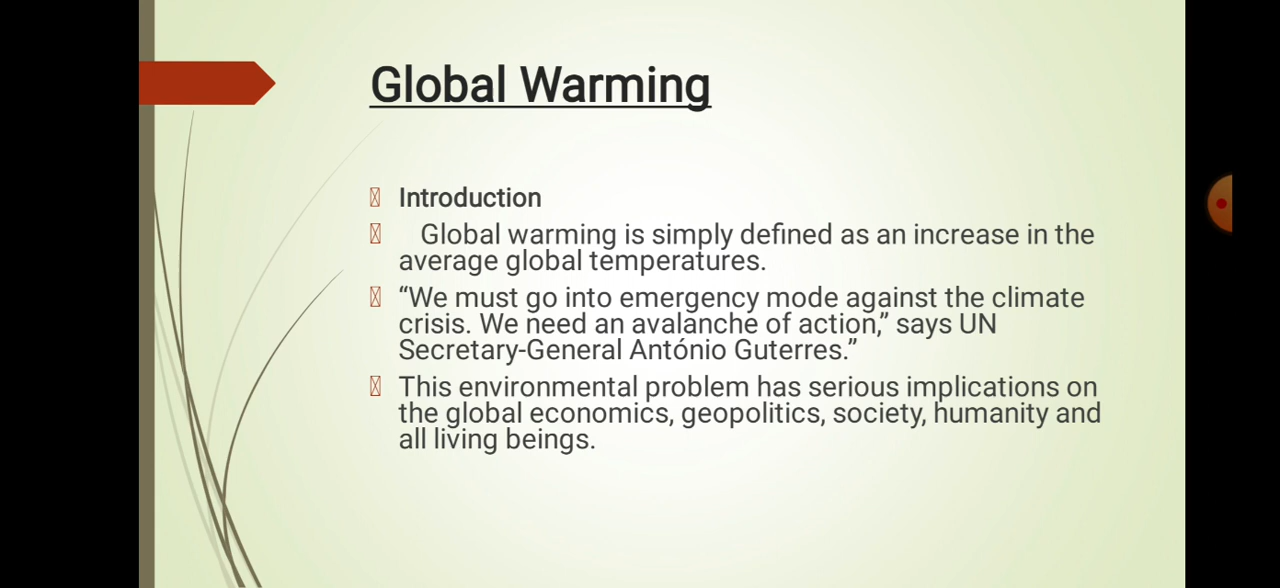 Global Warming
Introduction
Global warming is simply defined as an increase in the
average global temperatures.
“We must go into emergency mode against the climate
crisis. We need an avalanche of action,” says UN
Secretary-General António Guterres.”
This environmental problem has serious implications on
the global economics, geopolitics, society, humanity and
all living beings.